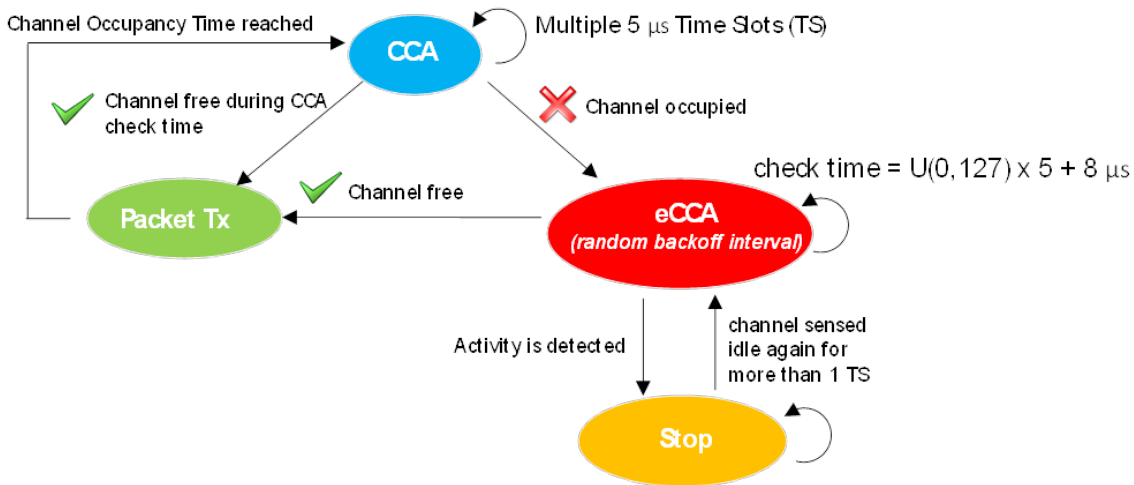 Channel Occupancy Time reached
CCA
Multiple 5 μs Time Slots (TS)
Channel free during CCA
check time
Channel occupied
check time = U(0,127) x 5 + 8 μs
Packet Tx
Channel free
eCCA
(random backoff interval)
Activity is detected
channel sensed
idle again for
more than 1 TS
Stop